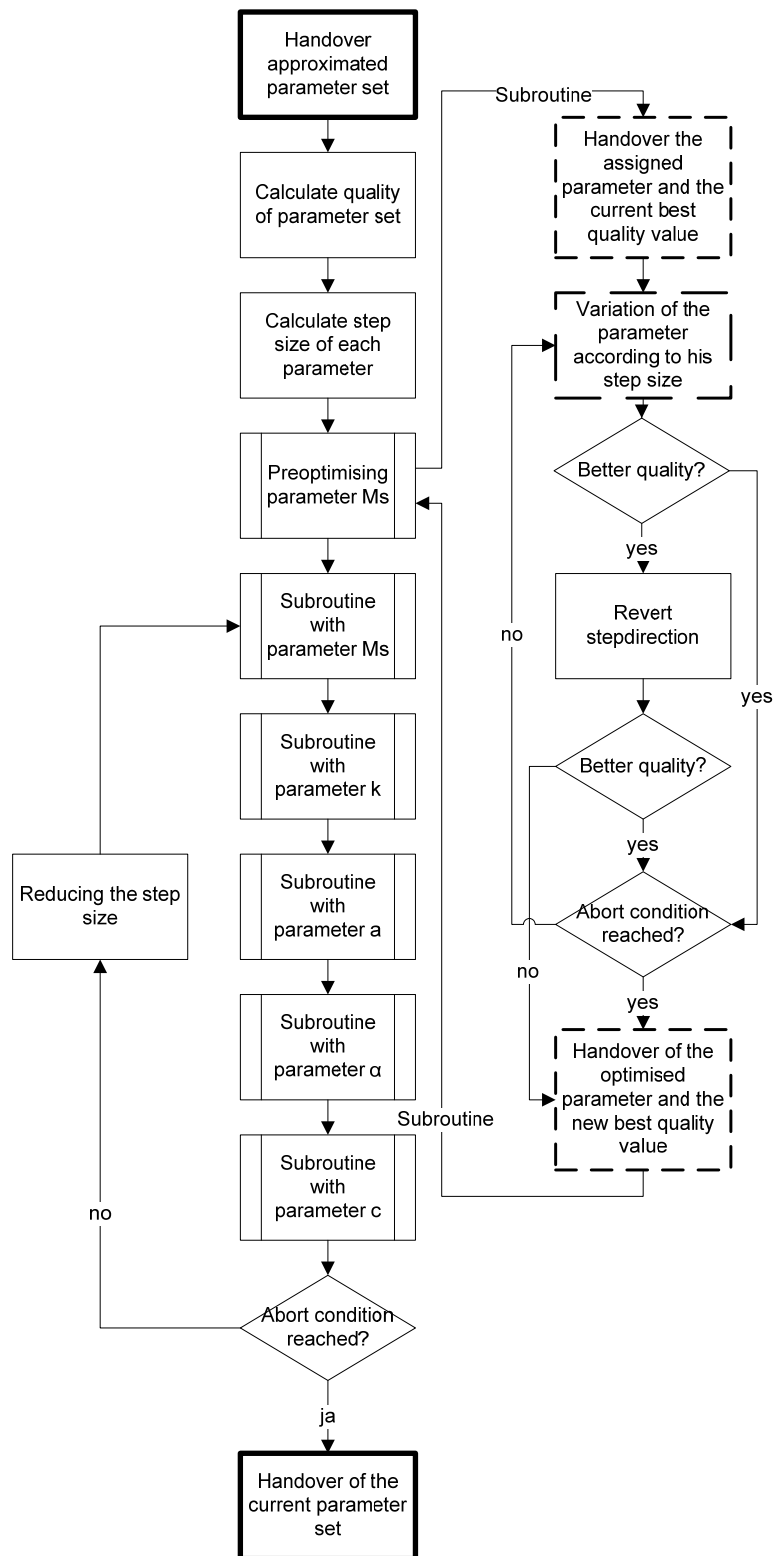 Handover
approximated
parameter set
Calculate quality
of parameter set
Calculate step
size of each
parameter
Preoptimising
parameter Ms
Subroutine
with
parameter Ms
Subroutine
with
parameter k
Subroutine
with
parameter a
Subroutine
with
parameter α
Subroutine
with
parameter c
Abort condition
reached?
ja
Handover of the
current parameter
set
no
Reducing the step
size
Subroutine
Handover the
assigned
parameter and the
current best
quality value
Variation of the
parameter
according to his
step size
Better quality?
yes
Revert
stepdirection
yes
Better quality?
yes
Abort condition
reached?
no
no
yes
Handover of the
optimised
parameter and the
new best quality
value
Subroutine